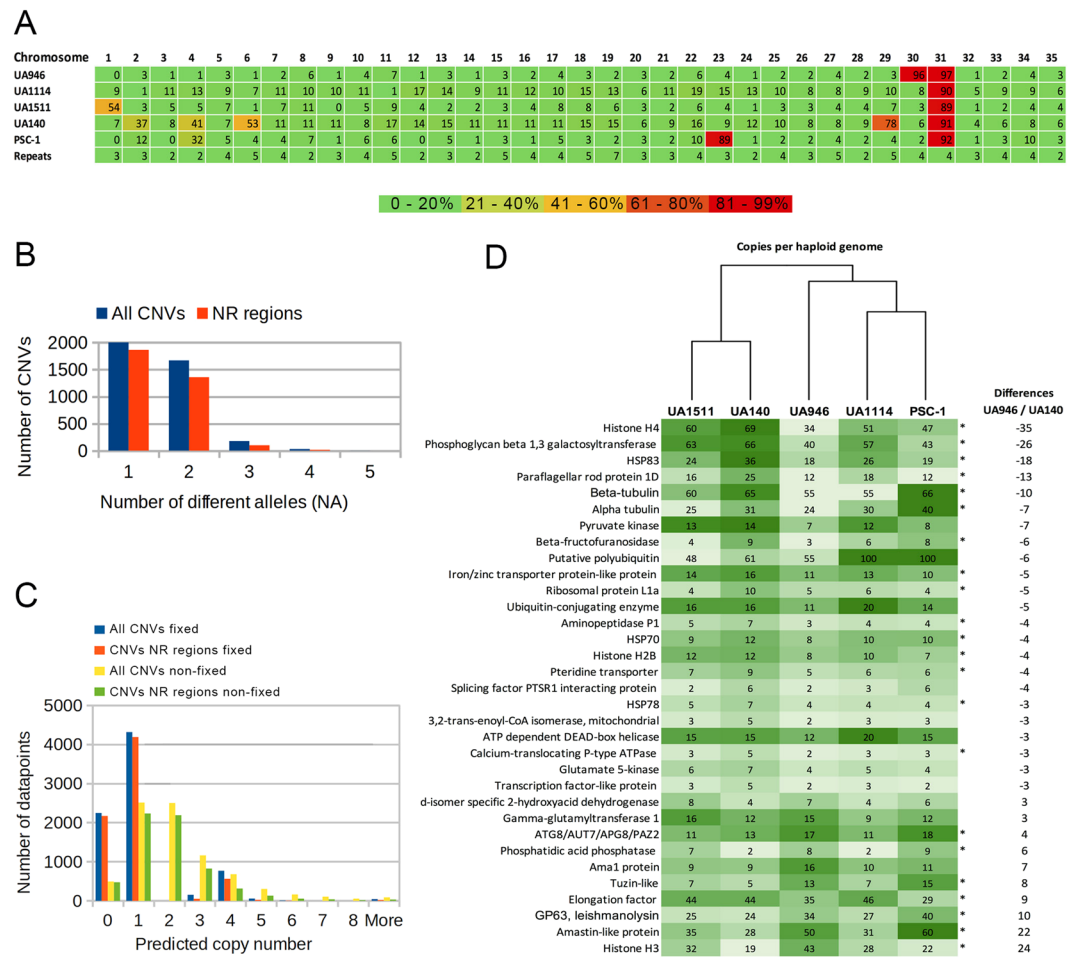 A
Chromosome 1 2 3 4 5 6 7 8 9 10 11 12 13 14 15 16 17 18 19 20 21 22 23 24 25 26 27 28 29 30 31 32 33 34 35
UA946 0 3 1 1 3 1 2 6 1 4 7 1 3 1 3 2 4 3 2 3 2 6 4 1 2 1 4 2 3 96 97 1 2 4 3
UA1114 9 1 11 13 9 7 11 10 10 11 12 17 14 9 12 11 12 10 15 13 6 11 19 15 13 9 8 9 10 8 90 5 9 9 6
UA1511 54 3 5 5 7 1 7 11 0 5 9 4 2 2 3 4 8 8 6 3 2 3 3 4 2 4 3 2 7 3 89 1 3 3 3
UA140 7 37 8 41 7 53 11 10 11 8 17 14 15 11 11 11 10 15 11 6 2 9 16 9 12 10 8 8 9 78 6 91 3 4 6 8 6
PSC-1 0 12 0 32 5 4 4 7 1 6 0 6 1 1 2 2 6 6 5 3 2 10 89 3 2 4 3 2 2 3 92 1 3 10 3
Repeats 3 3 2 2 4 5 4 3 2 3 4 5 2 3 2 4 3 5 7 3 3 4 2 4 3 3 5 2 5 4 4 3 4 4 2
0 - 20% 21 - 40% 41 - 60% 61 - 80% 81 - 99%
B
All CNVs NR regions
Number of CNVs
2000
1500
1000
500
0
1 2 3 4 5
Number of different alleles (NA)
C
All CNVs fixed
CNVs NR regions fixed
All CNVs non-fixed
CNVs NR regions non-fixed
Number of datapoints
5000
4000
3000
2000
1000
0
0 1 2 3 4 5 6 7 8 More
Predicted copy number
D
Copies per haploid genome
Differences
UA1511 UA140 UA946 UA1114 PSC-1 UA946 / UA140
Histone H4 60 69 34 51 47 * -35
Phosphoglycan beta 1,3 galactosyltransferase 63 66 40 57 43 * -26
HSP83 24 36 18 26 19 * -18
Paraflagellar rod protein 1D 16 25 12 18 12 * -13
Beta-tubulin 60 65 55 55 66 * -10
Alpha tubulin 25 31 24 30 40 * -7
Pyruvate kinase 13 14 7 12 8 -7
Beta-fructofuranosidase 4 9 3 6 8 * -6
Putative polyubiquitin 48 61 55 100 100 -6
Iron/zinc transporter protein-like protein 14 16 11 13 10 * -5
Ribosomal protein L1a 4 10 5 6 4 * -5
Ubiquitin-conjugating enzyme 16 16 11 20 14 -5
Aminopeptidase P1 5 7 3 4 4 * -4
HSP70 9 12 8 10 10 * -4
Histone H2B 12 12 8 10 7 * -4
Pteridine transporter 7 9 5 6 6 * -4
Splicing factor PTSR1 interacting protein 2 6 2 3 6 -4
HSP78 5 7 4 4 4 * -3
3,2-trans-enoyl-CoA isomerase, mitochondrial 3 5 2 3 3 -3
ATP dependent DEAD-box helicase 15 15 12 20 15 -3
Calcium-translocating P-type ATPase 3 5 2 3 3 * -3
Glutamate 5-kinase 6 7 4 5 4 -3
Transcription factor-like protein 3 5 2 3 2 -3
d-isomer specific 2-hydroxyacid dehydrogenase 8 4 7 4 6 3
Gamma-glutamyltransferase 1 16 12 15 9 12 3
ATG8/AUT7/APG8/PAZ2 11 13 17 11 18 * 4
Phosphatidic acid phosphatase 7 2 8 2 9 * 6
Ama1 protein 9 9 16 10 11 7
Tuzin-like 7 5 13 7 15 * 8
Elongation factor 44 44 35 46 29 * 9
GP63, leishmanolysin 25 24 34 27 40 * 10
Amastin-like protein 35 28 50 31 60 * 22
Histone H3 32 19 43 28 22 * 24